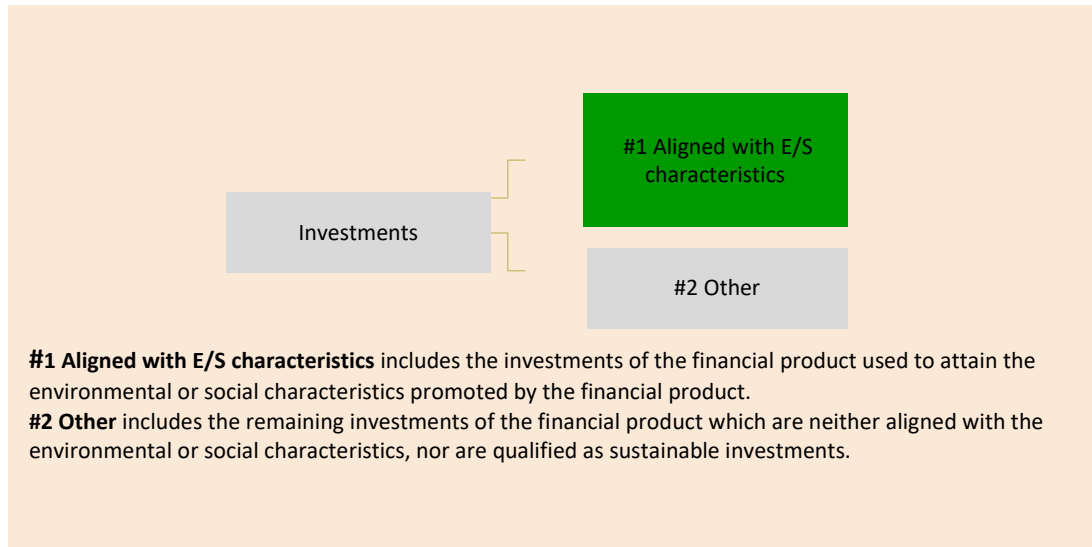 #1 Aligned with E/S
characteristics
Investments
#2 Other
#1 Aligned with E/S characteristics includes the investments of the financial product used to attain the
environmental or social characteristics promoted by the financial product.
#2 Other includes the remaining investments of the financial product which are neither aligned with the
environmental or social characteristics, nor are qualified as sustainable investments.